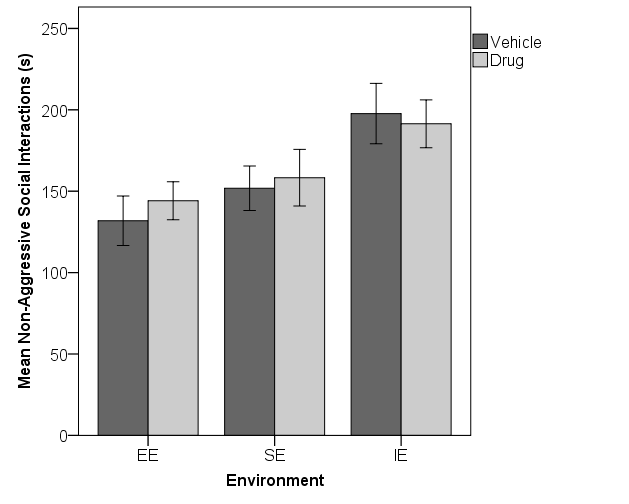 Mean Non-Aggressive Social Interactions (s)
250
200
150
100
50
0
EE SE IE
Environment
Vehicle
Drug